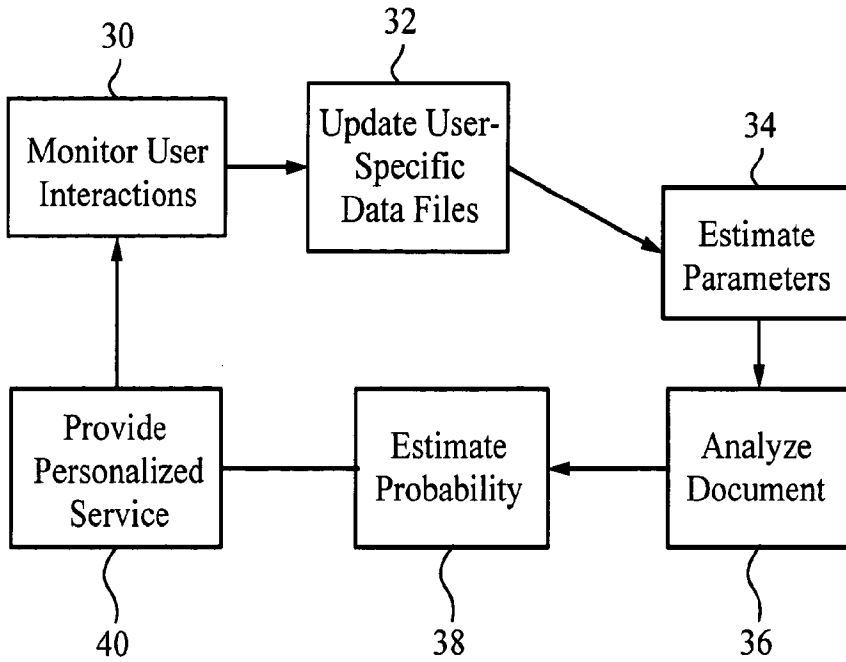 30
Monitor User
Interactions
32
Update User-
Specific
Data Files
34
Estimate
Parameters
Provide
Personalized
Service
40
Estimate
Probability
38
Analyze
Document
36